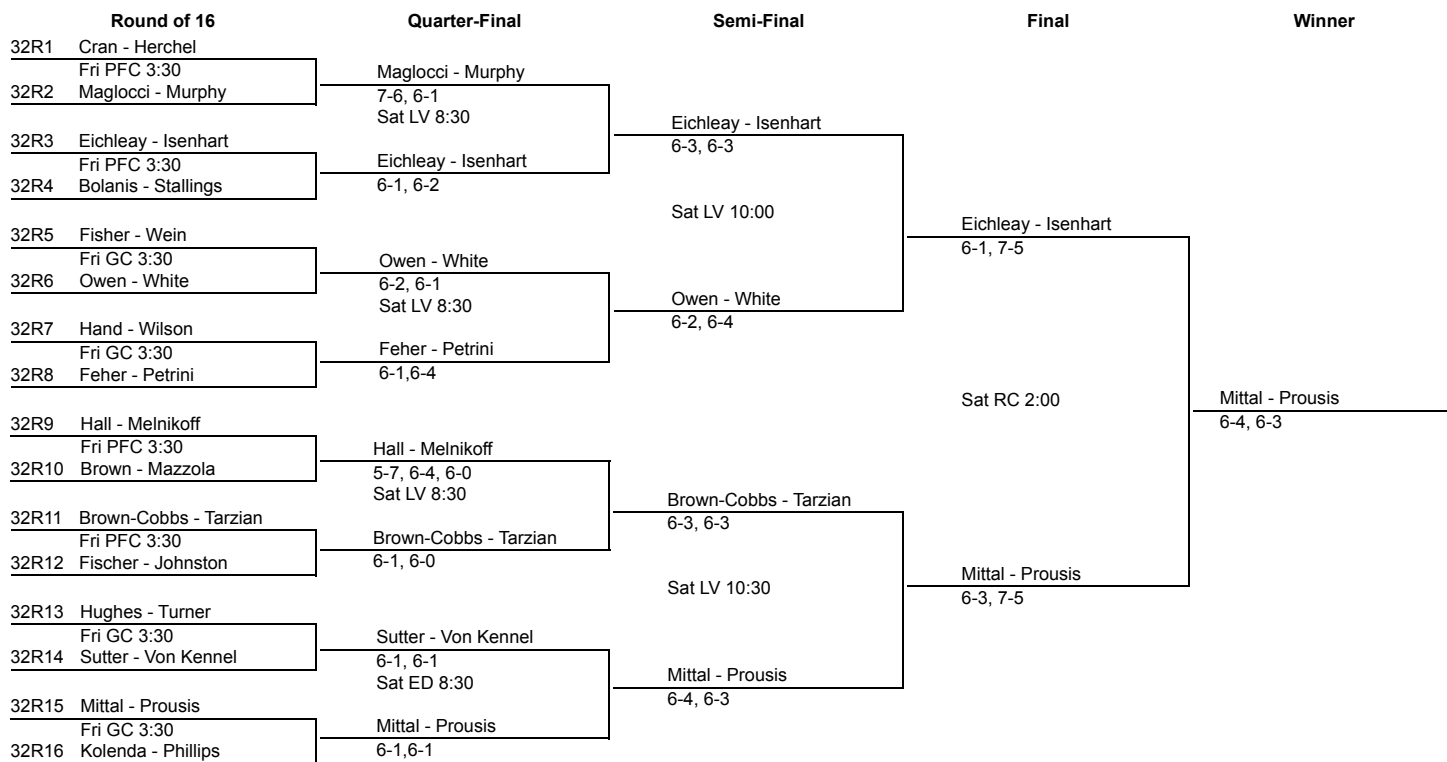 Round of 16 Quarter-Final Semi-Final Final Winner
32R1 Cran - Herchel
Fri PFC 3:30
32R2 Maglocci - Murphy
32R3 Eichleay - Isenhart
Fri PFC 3:30
32R4 Bolanis - Stallings
32R5 Fisher - Wein
Fri GC 3:30
32R6 Owen - White
32R7 Hand - Wilson
Fri GC 3:30
32R8 Feher - Petrini
32R9 Hall - Melnikoff
Fri PFC 3:30
32R10 Brown - Mazzola
32R11 Brown-Cobbs - Tarzian
Fri PFC 3:30
32R12 Fischer - Johnston
32R13 Hughes - Turner
Fri GC 3:30
32R14 Sutter - Von Kennel
32R15 Mittal - Prousis
Fri GC 3:30
32R16 Kolenda - Phillips
Maglocci - Murphy
7-6, 6-1
Sat LV 8:30
Eichleay - Isenhart
6-1, 6-2
Owen - White
6-2, 6-1
Sat LV 8:30
Feher - Petrini
6-1,6-4
Hall - Melnikoff
5-7, 6-4, 6-0
Sat LV 8:30
Brown-Cobbs - Tarzian
6-1, 6-0
Sutter - Von Kennel
6-1, 6-1
Sat ED 8:30
Mittal - Prousis
6-1,6-1
Eichleay - Isenhart
6-3, 6-3
Sat LV 10:00
Owen - White
6-2, 6-4
Brown-Cobbs - Tarzian
6-3, 6-3
Sat LV 10:30
Mittal - Prousis
6-4, 6-3
Eichleay - Isenhart
6-1, 7-5
Sat RC 2:00
Mittal - Prousis
6-3, 7-5
Mittal - Prousis
6-4, 6-3